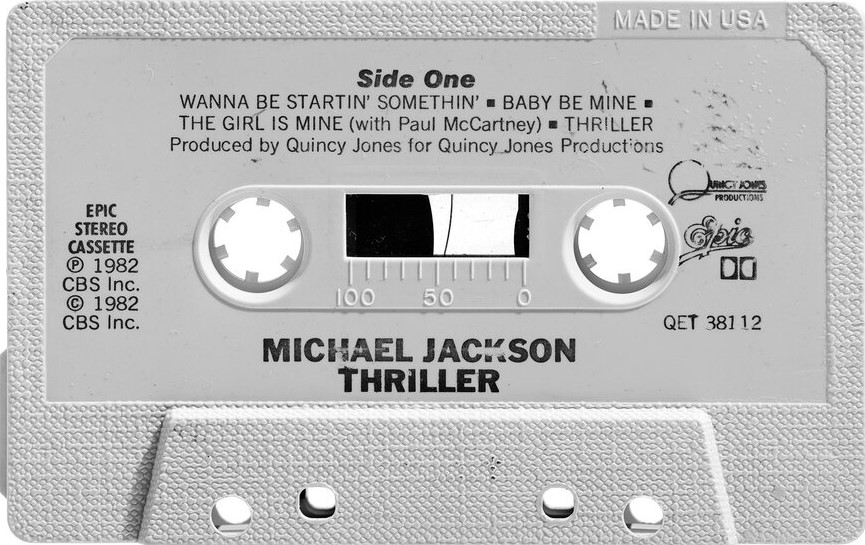 MADE IN USA
Side One
WANNA BE STARTIN' SOMETHIN' ▪ BABY BE MINE ▪
THE GIRL IS MINE (with Paul McCartney) ▪ THRILLER
Produced by Quincy Jones for Quincy Jones Productions
QUINCY JONES
PRODUCTIONS
EPIC
STEREO
CASSETTE
℗ 1982
CBS Inc.
© 1982
CBS Inc.
Epic
100 50 0
QET 38112
MICHAEL JACKSON
THRILLER